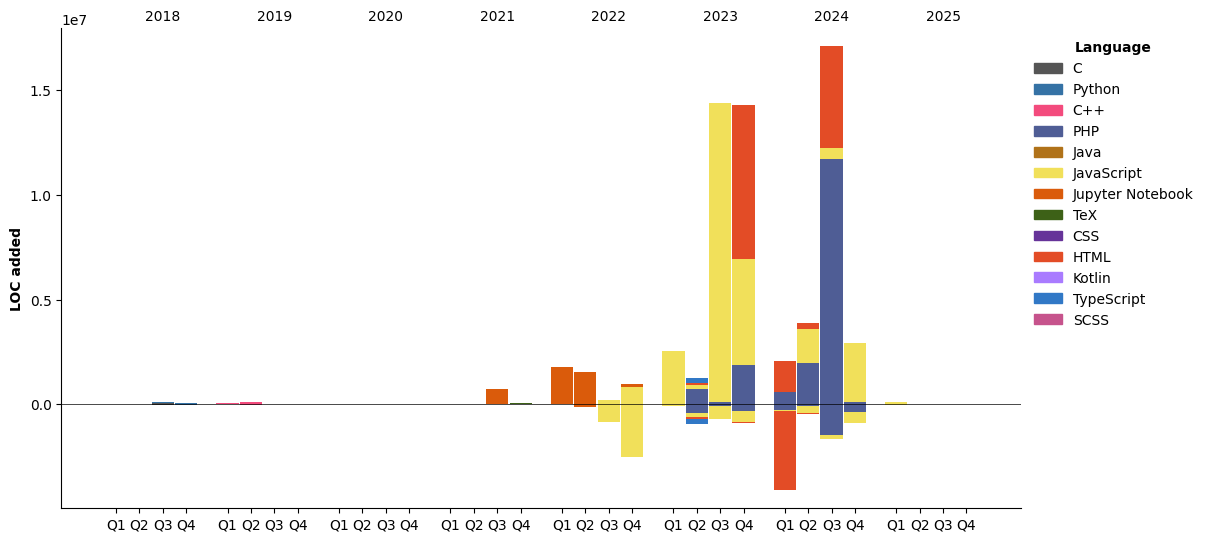 1e7
2018 2019 2020 2021 2022 2023 2024 2025
LOC added
1.5
1.0
0.5
0.0
Q1 Q2 Q3 Q4 Q1 Q2 Q3 Q4 Q1 Q2 Q3 Q4 Q1 Q2 Q3 Q4 Q1 Q2 Q3 Q4 Q1 Q2 Q3 Q4 Q1 Q2 Q3 Q4 Q1 Q2 Q3 Q4
Language
C
Python
C++
PHP
Java
JavaScript
Jupyter Notebook
TeX
CSS
HTML
Kotlin
TypeScript
SCSS